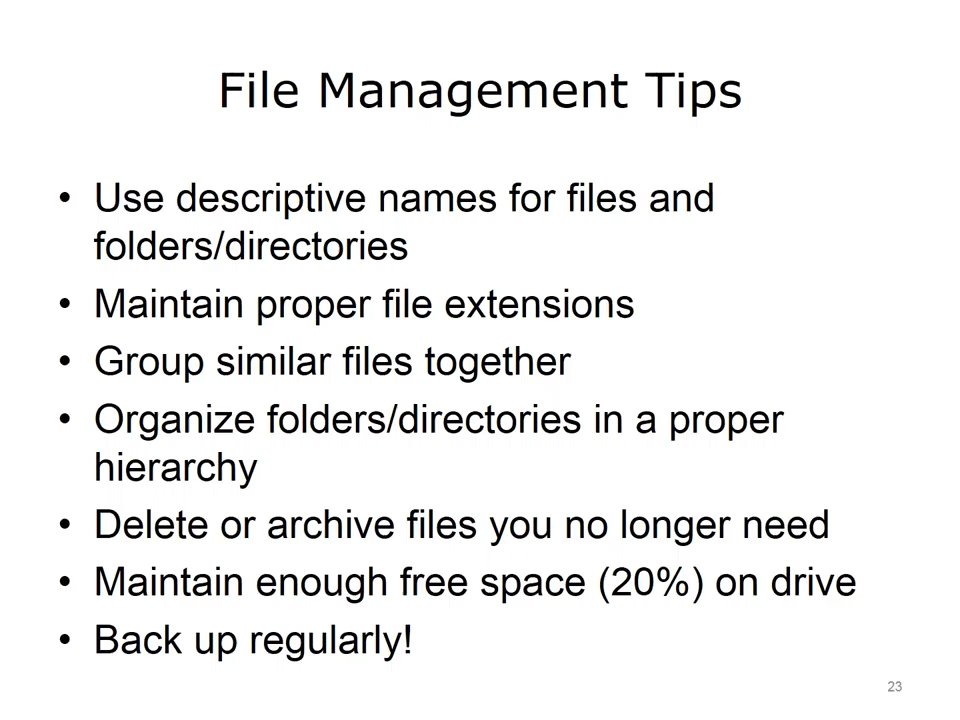 File Management Tips
• Use descriptive names for files and
folders/directories
• Maintain proper file extensions
• Group similar files together
• Organize folders/directories in a proper
hierarchy
• Delete or archive files you no longer need
• Maintain enough free space (20%) on drive
• Back up regularly!
23